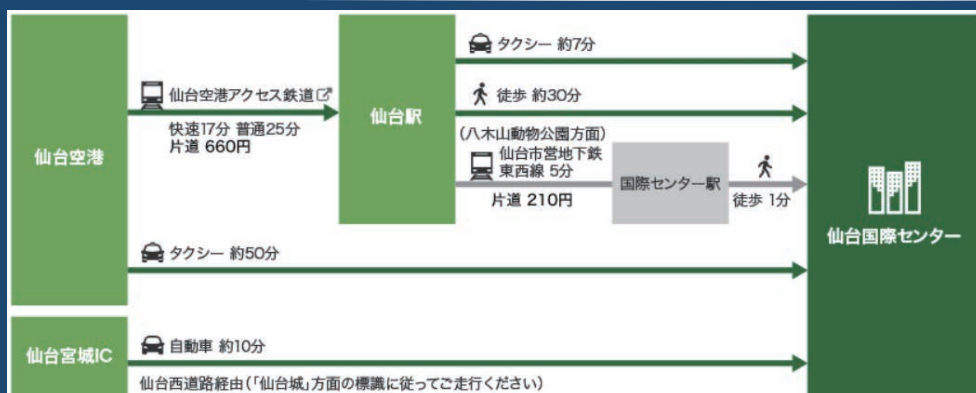 仙台空港
仙台空港アクセス鉄道
快速17分 普通25分
片道 660円
仙台駅
タクシー 約7分
徒歩 約30分
(八木山動物公園方面)
仙台市営地下鉄
東西線 5分
片道 210円
国際センター駅
徒歩 1分
仙台国際センター
タクシー 約50分
仙台宮城IC
自動車 約10分
仙台西道路経由(「仙台城」方面の標識に従ってご走行ください)